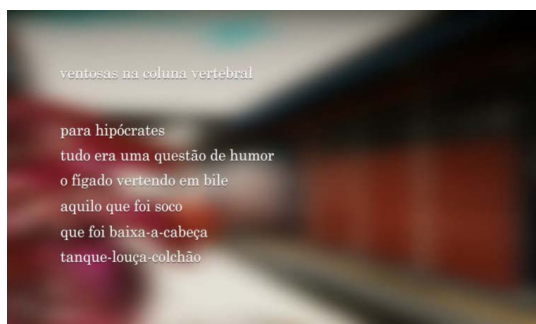 ventosas na coluna vertebral
para hipócrates
tudo era uma questão de humor
o fígado vertendo em bile
aquilo que foi soco
que foi baixa-a-cabeça
tanque-louça-colchão